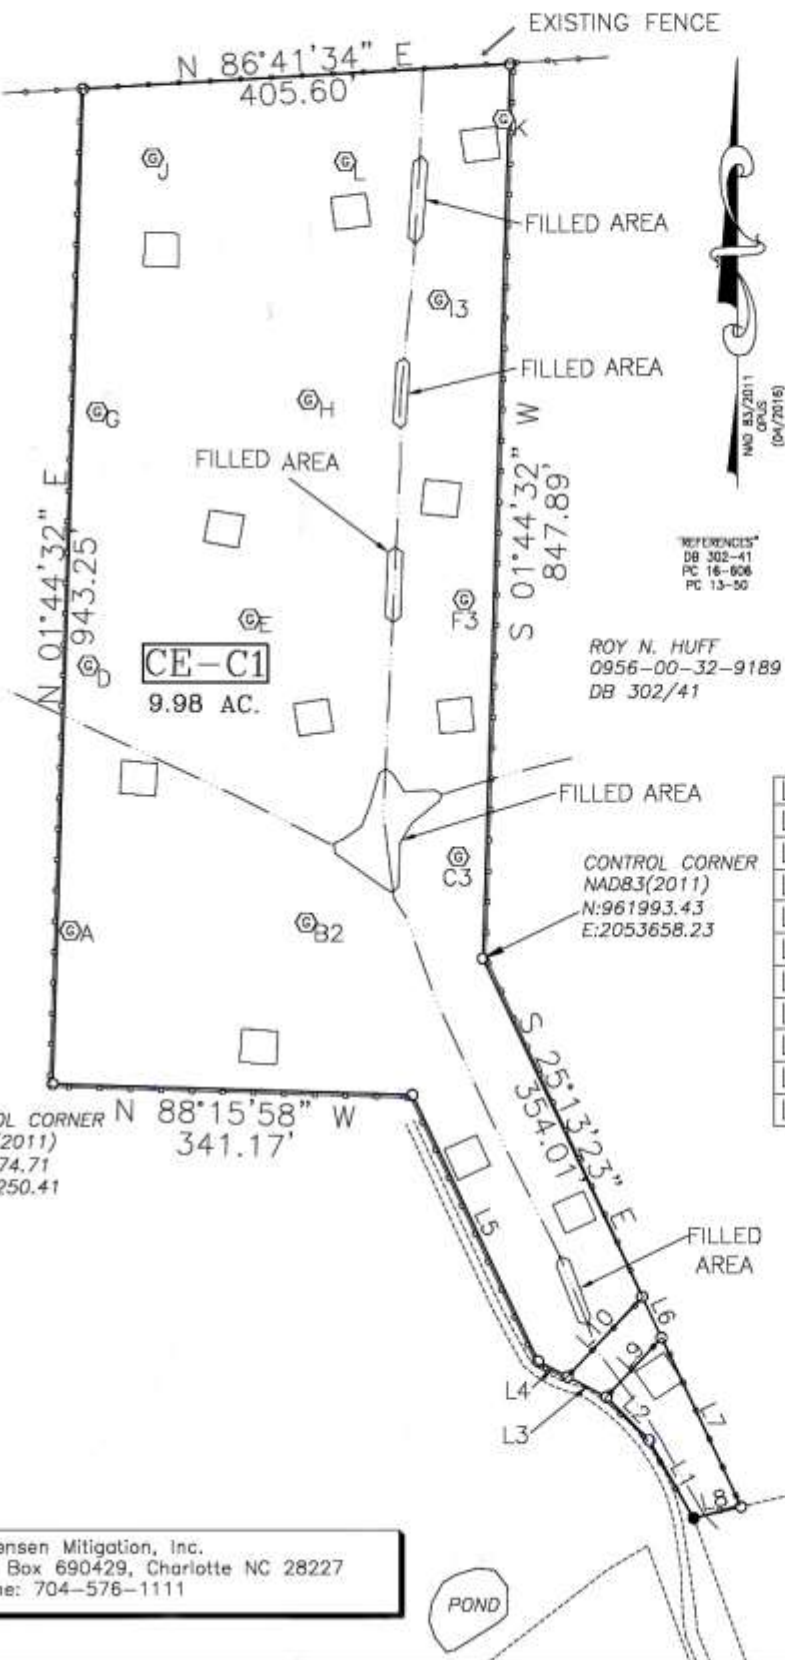 EXISTING FENCE
N 86°41'34" E
405.60'
G K
G J
G L
FILLED AREA
G I3
FILLED AREA
G G
G H
NAD 83/2011
OPUS
(04/2016)
FILLED AREA
N 01°44'32" E
943.25'
S 01°44'32" W
847.89'
"REFERENCES"
DB 302-41
PC 16-606
PC 13-50
G F3
G E
ROY N. HUFF
0956-00-32-9189
DB 302/41
G D
CE-C1
9.98 AC.
FILLED AREA
G C3
CONTROL CORNER
NAD83(2011)
N:961993.43
E:2053658.23
G A
G B2
S 25°13'23" E
354.01'
OL CORNER
2011)
74.71
250.41
N 88°15'58" W
341.17'
L5
FILLED
AREA
L10
L6
L9
L4
L3
L2
L7
L1
L8
ensen Mitigation, Inc.
Box 690429, Charlotte NC 28227
ne: 704-576-1111
POND